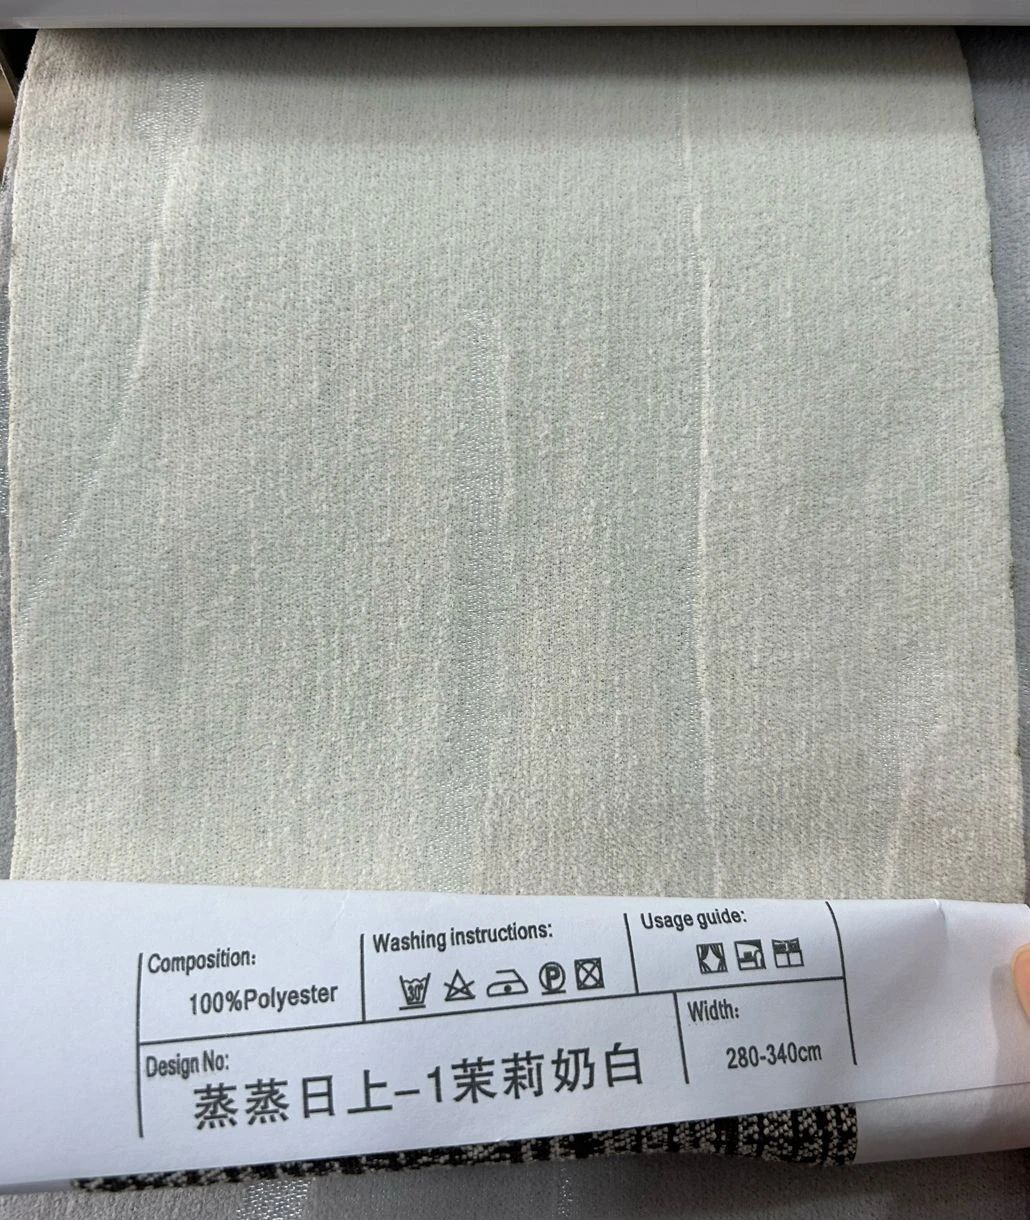 Composition:
100%Polyester
Washing instructions:
30
P
Usage guide:
Design No:
蒸蒸日上-1茉莉奶白
Width:
280-340cm